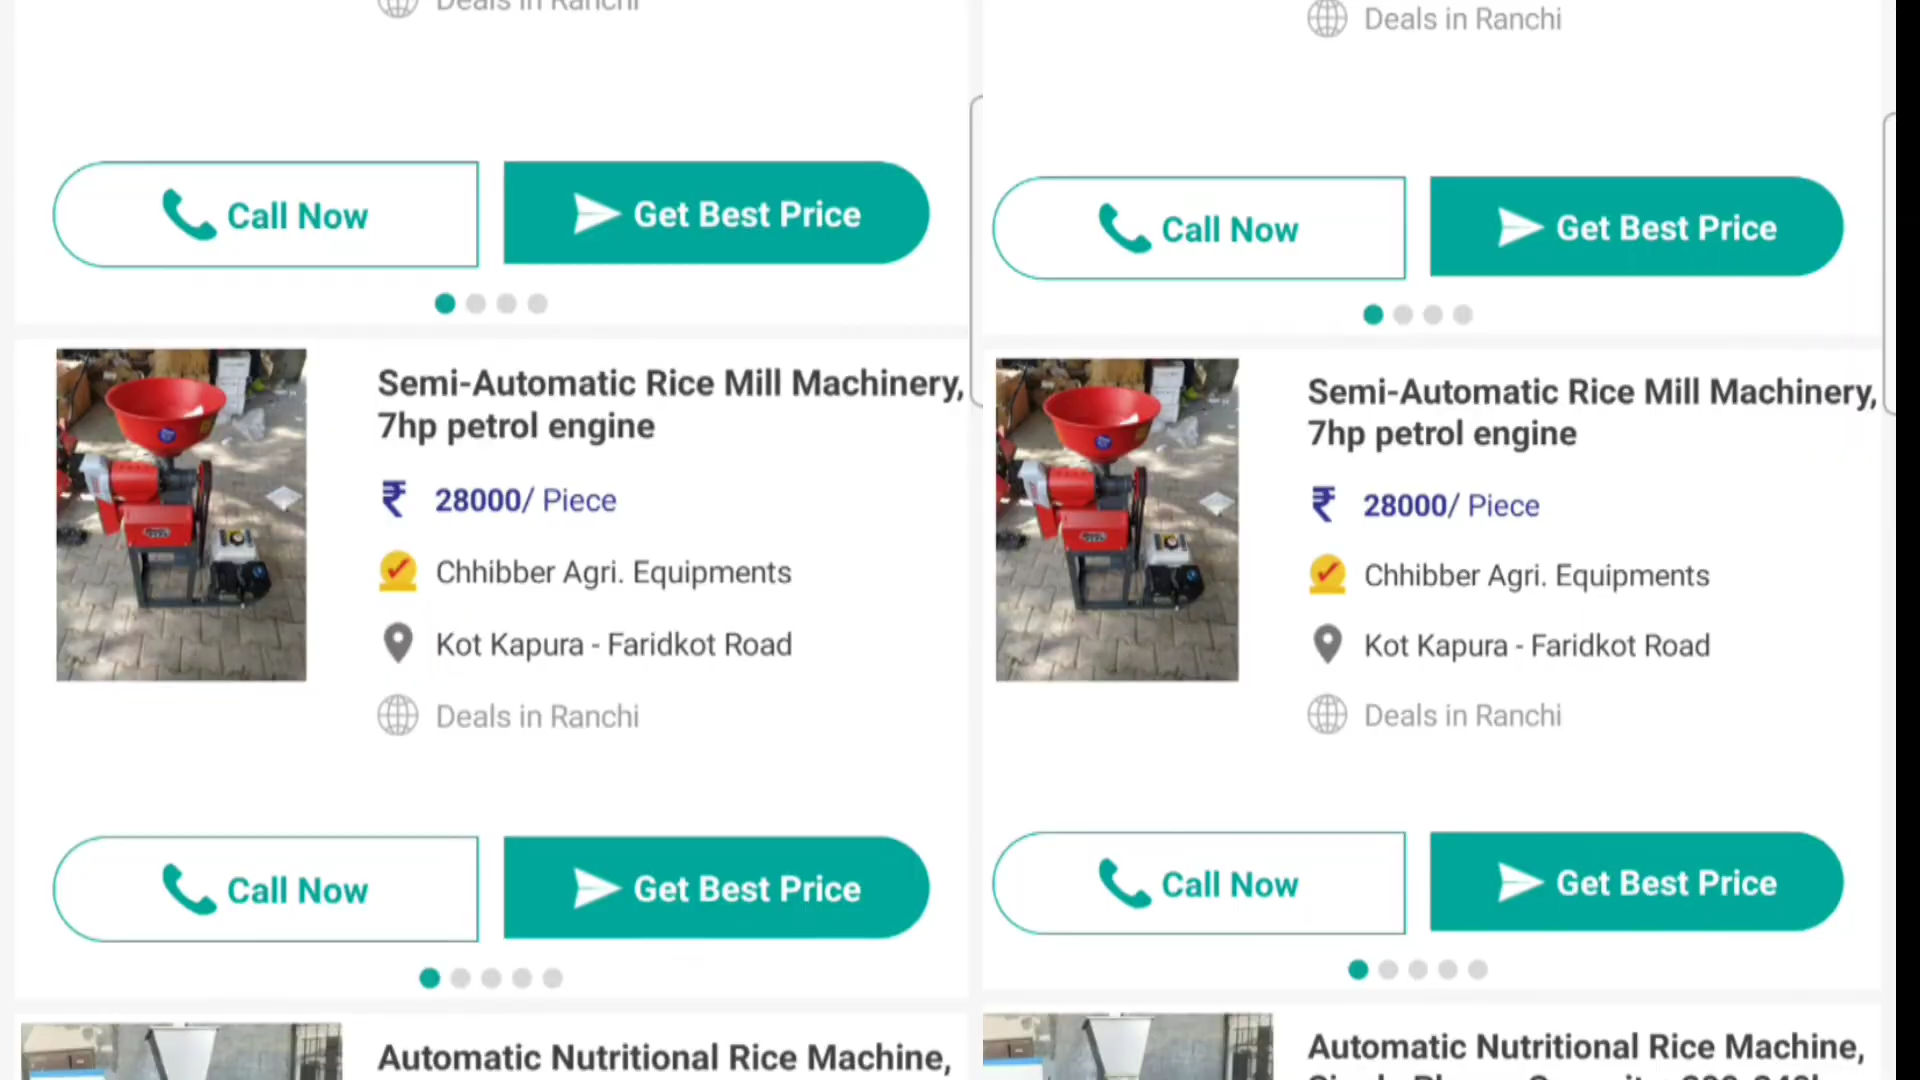 Deals in Ranchi
Call Now
Get Best Price
Semi-Automatic Rice Mill Machinery,
7hp petrol engine
₹ 28000/ Piece
Chhibber Agri. Equipments
Kot Kapura - Faridkot Road
Deals in Ranchi
Call Now
Get Best Price
Automatic Nutritional Rice Machine,
Deals in Ranchi
Call Now
Get Best Price
Semi-Automatic Rice Mill Machinery,
7hp petrol engine
₹ 28000/ Piece
Chhibber Agri. Equipments
Kot Kapura - Faridkot Road
Deals in Ranchi
Call Now
Get Best Price
Automatic Nutritional Rice Machine,